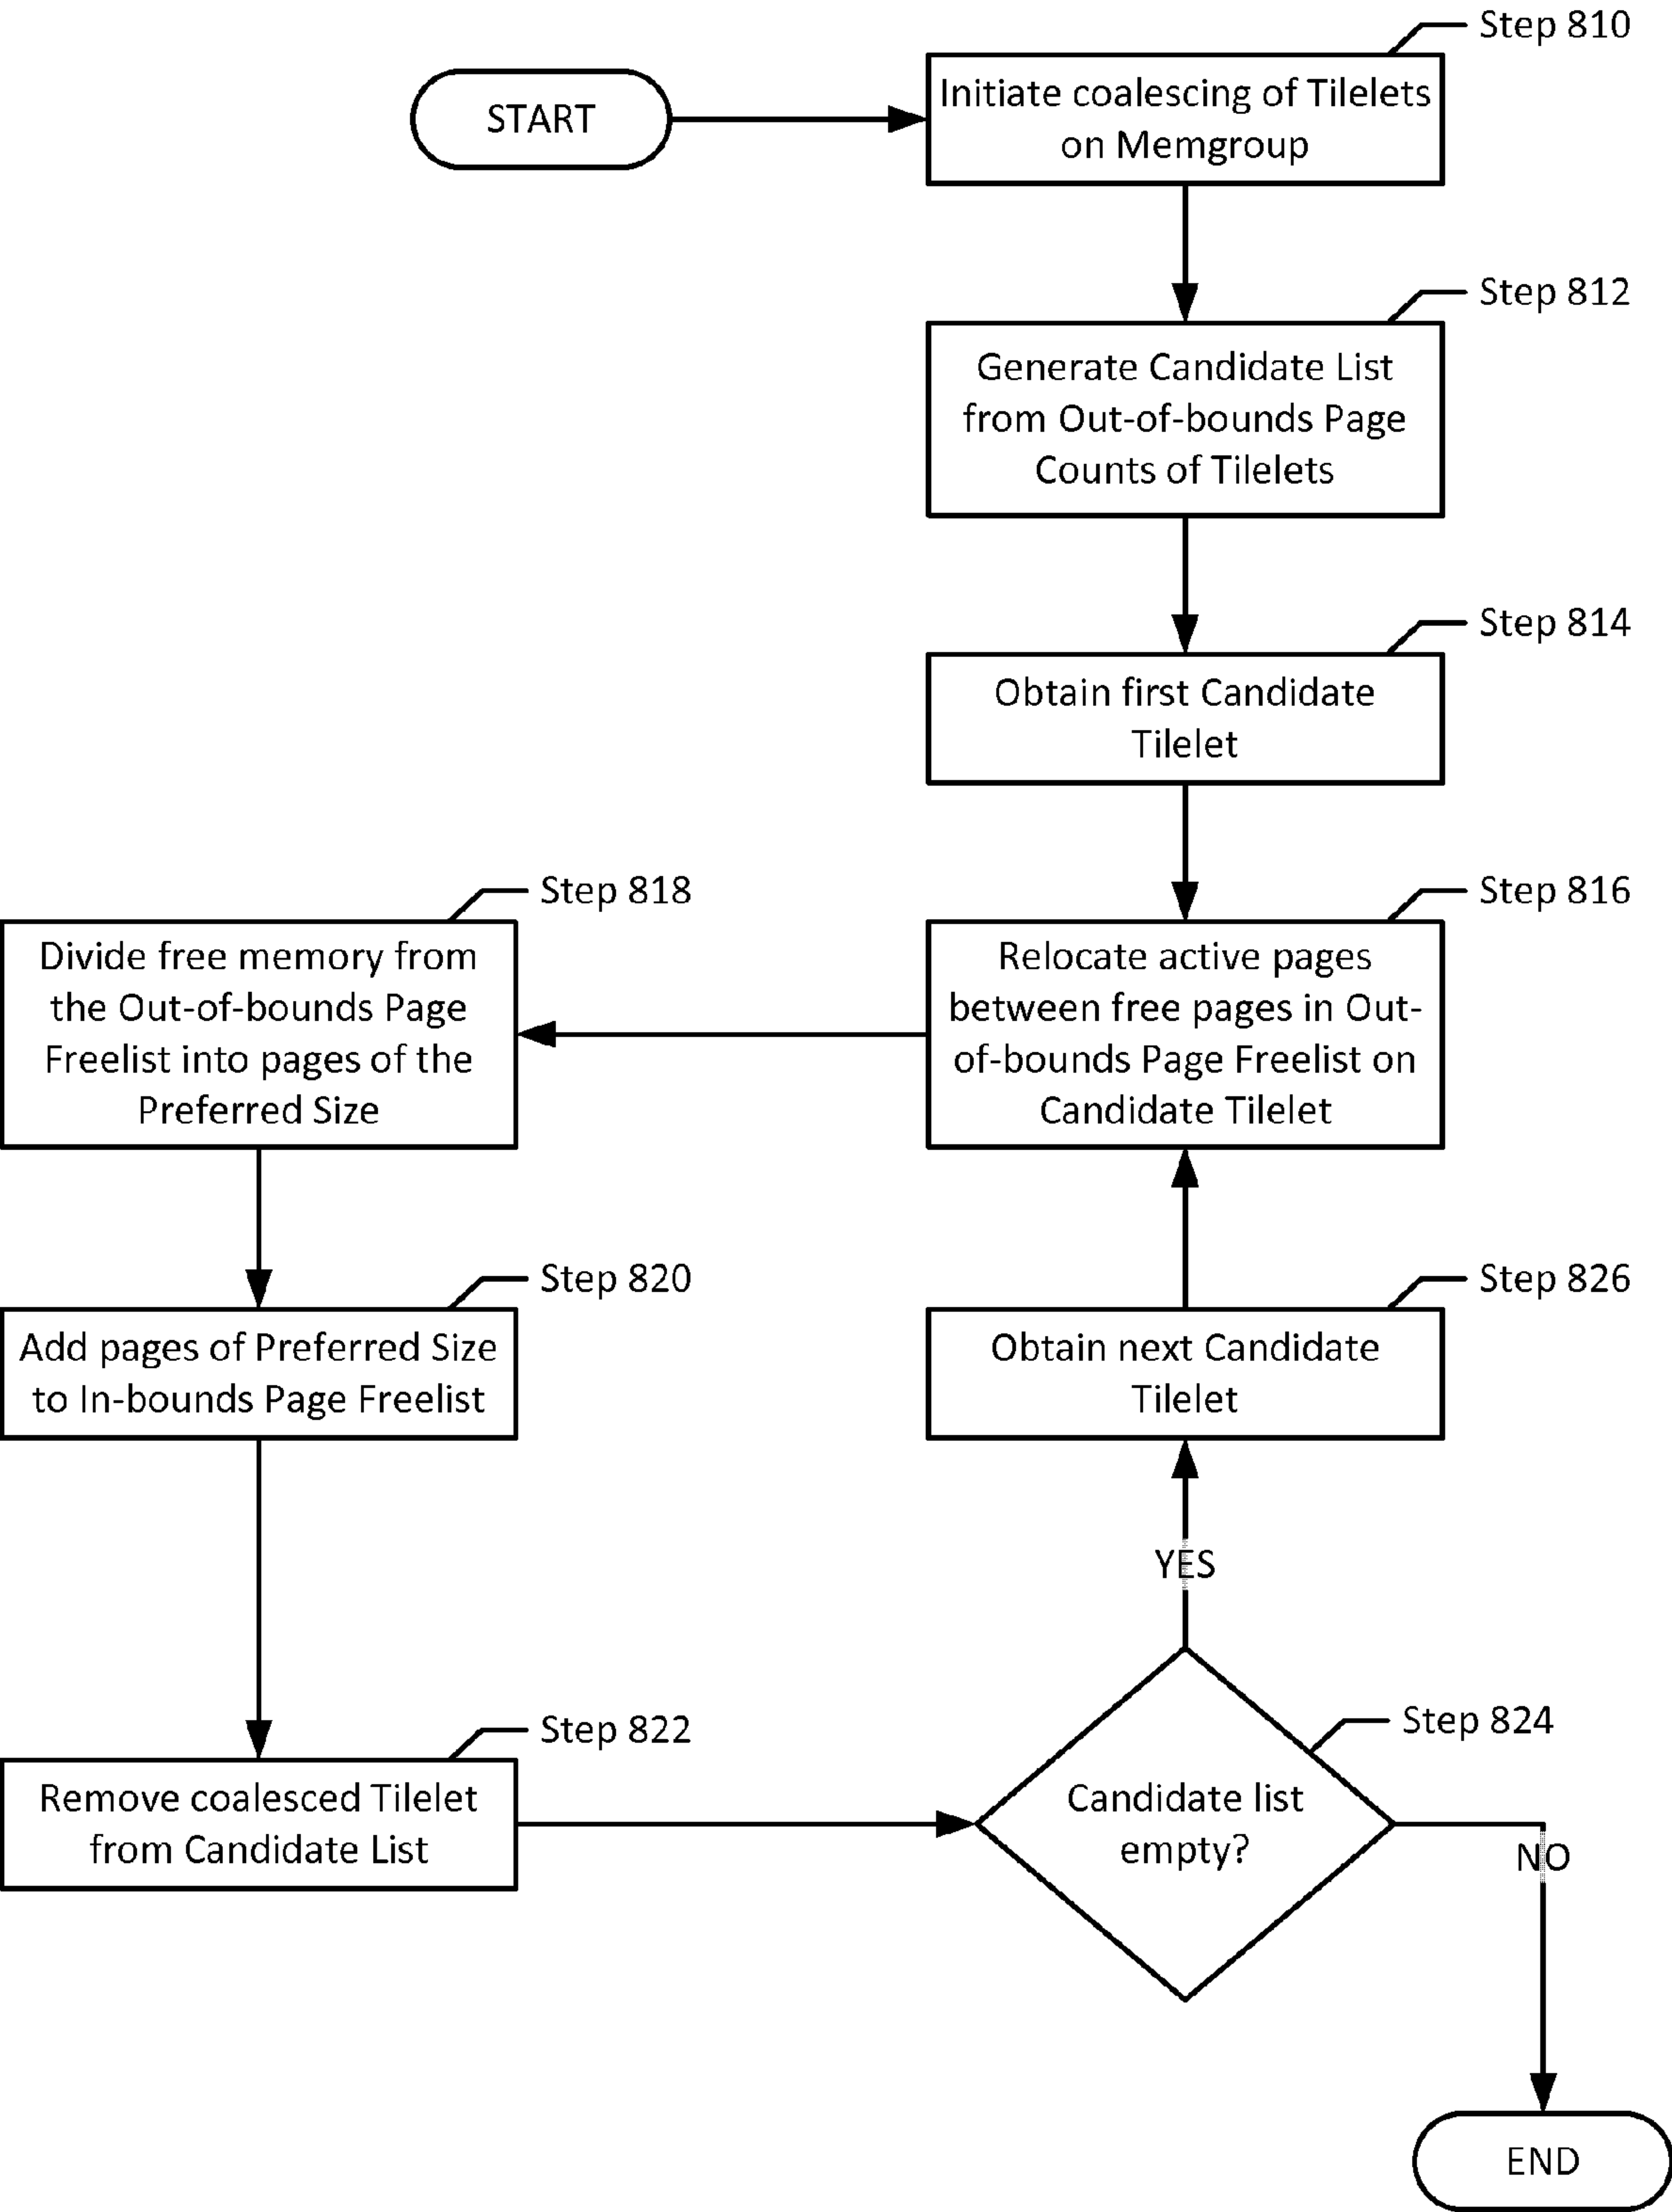 Step 810
START
Initiate coalescing of Tilelets
on Memgroup
Step 812
Generate Candidate List
from Out-of-bounds Page
Counts of Tilelets
Step 814
Obtain first Candidate
Tilelet
Step 816
Relocate active pages
between free pages in Out-
of-bounds Page Freelist on
Candidate Tilelet
Step 818
Divide free memory from
the Out-of-bounds Page
Freelist into pages of the
Preferred Size
Step 820
Add pages of Preferred Size
to In-bounds Page Freelist
Step 822
Remove coalesced Tilelet
from Candidate List
Step 824
Candidate list
empty?
YES
Step 826
Obtain next Candidate
Tilelet
NO
END